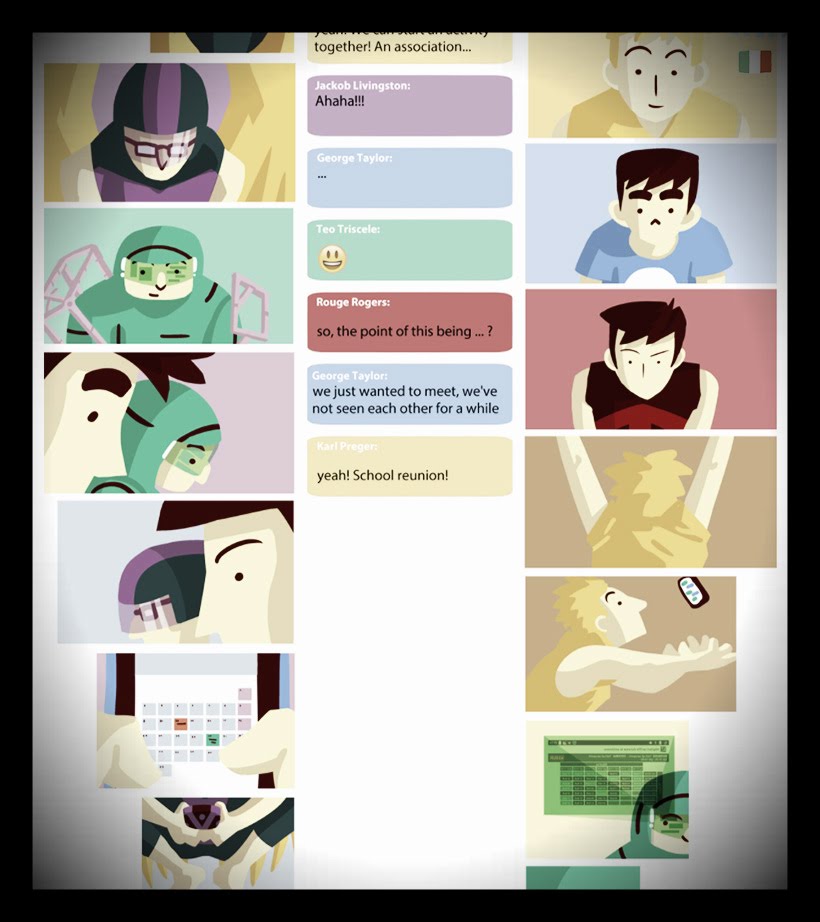 yeah! We can start an activity
together! An association...
Jackob Livingston:
Ahaha!!!
George Taylor:
...
Teo Triscele:
Rouge Rogers:
so, the point of this being ... ?
George Taylor:
we just wanted to meet, we've
not seen each other for a while
Karl Preger:
yeah! School reunion!